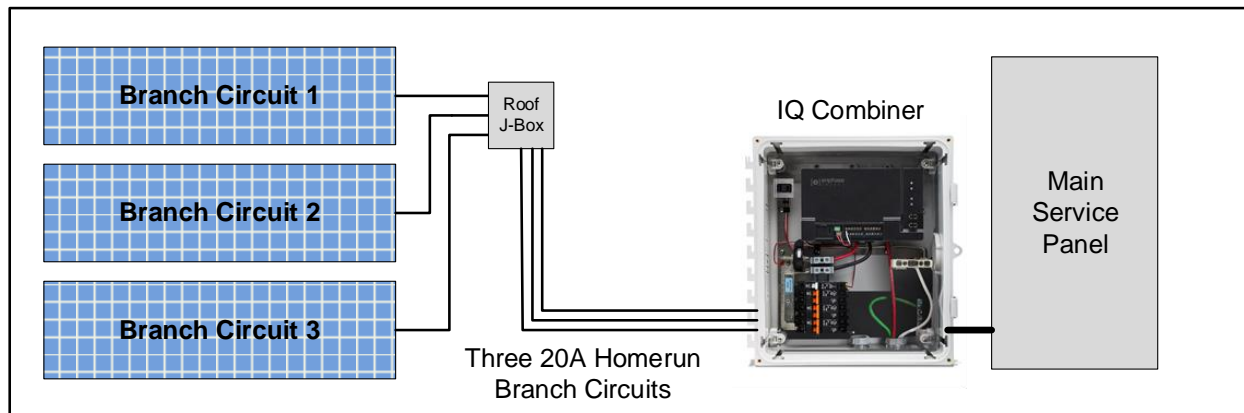 Branch Circuit 1
Branch Circuit 2
Branch Circuit 3
Roof
J-Box
Three 20A Homerun
Branch Circuits
IQ Combiner
enphase
Main
Service
Panel